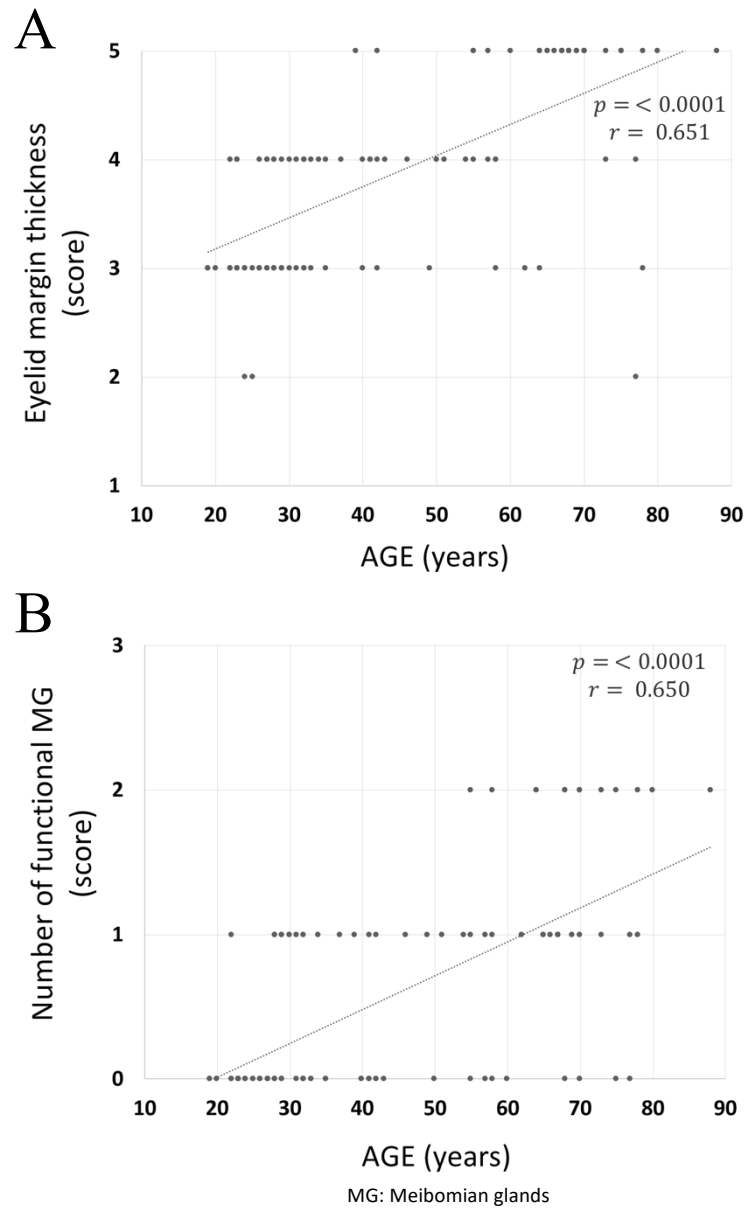 A
5
4
3
2
1
Eyelid margin thickness
(score)
p = < 0.0001
r = 0.651
10 20 30 40 50 60 70 80 90
AGE (years)
B
3
2
1
0
Number of functional MG
(score)
p = < 0.0001
r = 0.650
10 20 30 40 50 60 70 80 90
AGE (years)
MG: Meibomian glands